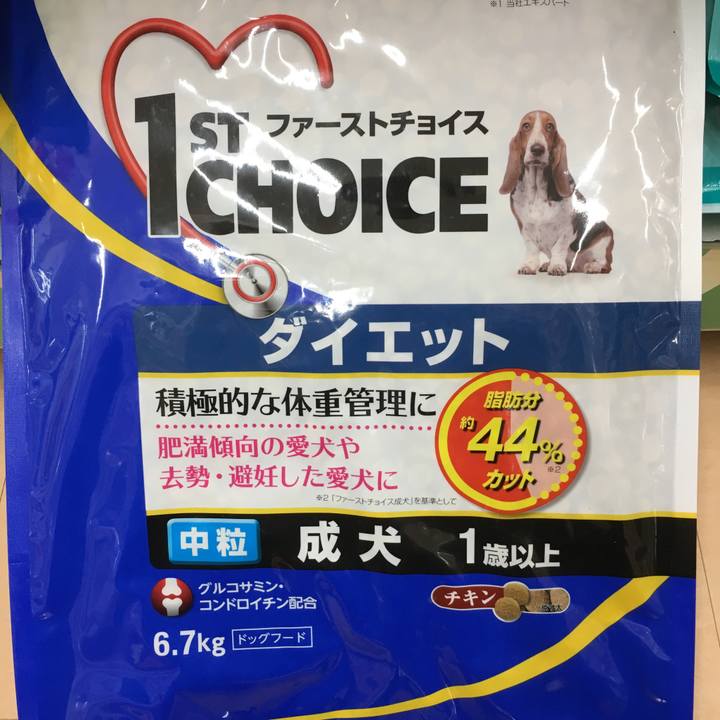 ※1 当社エキスパート
1ST CHOICE
ファーストチョイス
ダイエット
積極的な体重管理に
肥満傾向の愛犬や
去勢・避妊した愛犬に
脂肪分
約44%
※2
カット
※2「ファーストチョイス成犬」を基準として
中粒 成犬 1歳以上
グルコサミン・
コンドロイチン配合
チキン
6.7kg ドッグフード